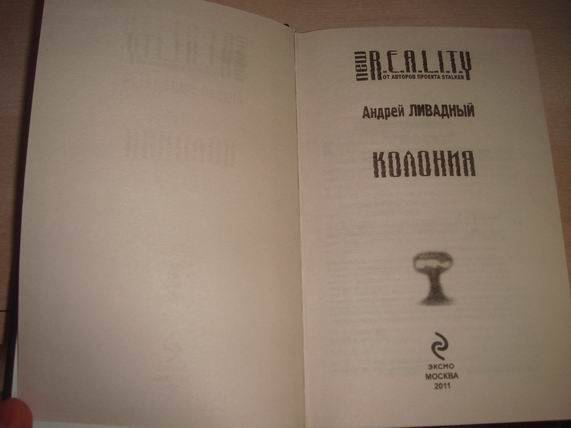 new R.E.A.L.I.T.Y
ОТ АВТОРОВ ПРОЕКТА STALKER
Андрей ЛИВАДНЫЙ
КОЛОНИЯ
ЭКСМО
МОСКВА
2011